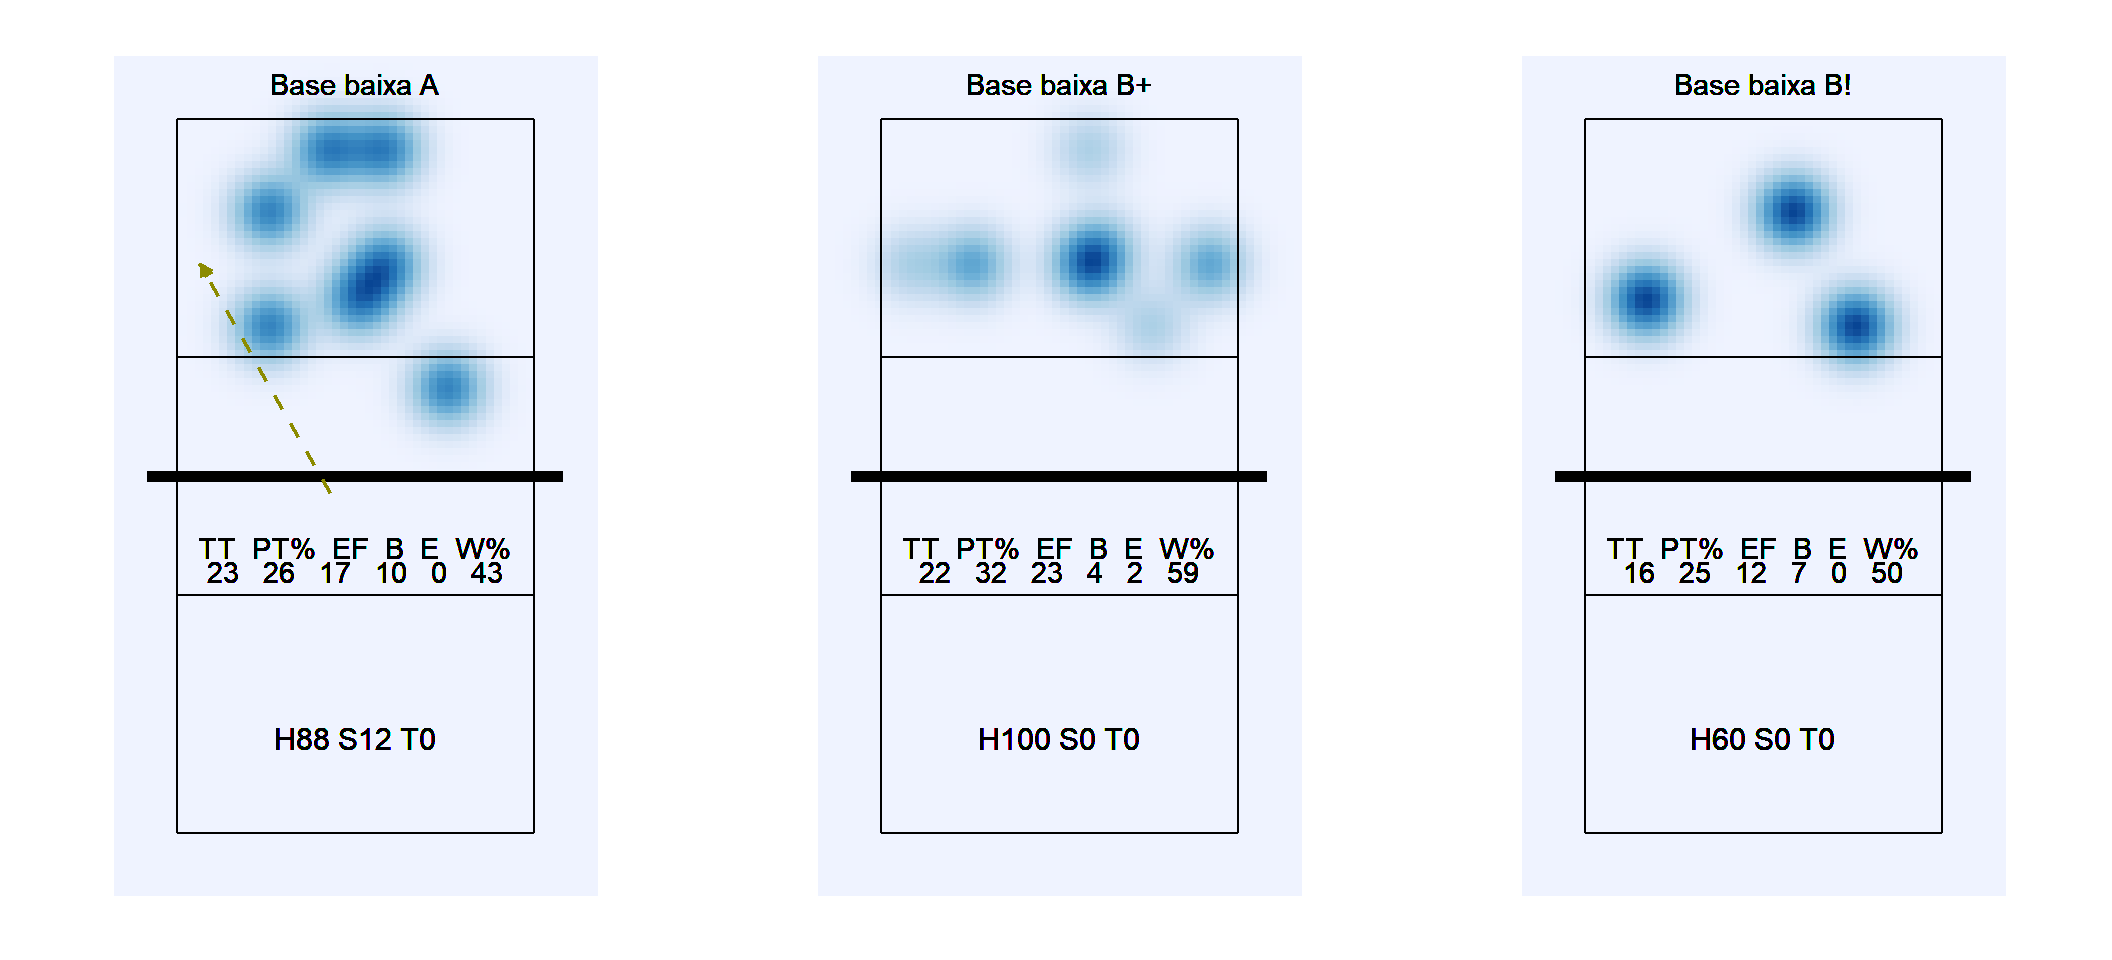 Base baixa A
TT PT% EF B E W%
23 26 17 10 0 43
H88 S12 T0
Base baixa B+
TT PT% EF B E W%
22 32 23 4 2 59
H100 S0 T0
Base baixa B!
TT PT% EF B E W%
16 25 12 7 0 50
H60 S0 T0